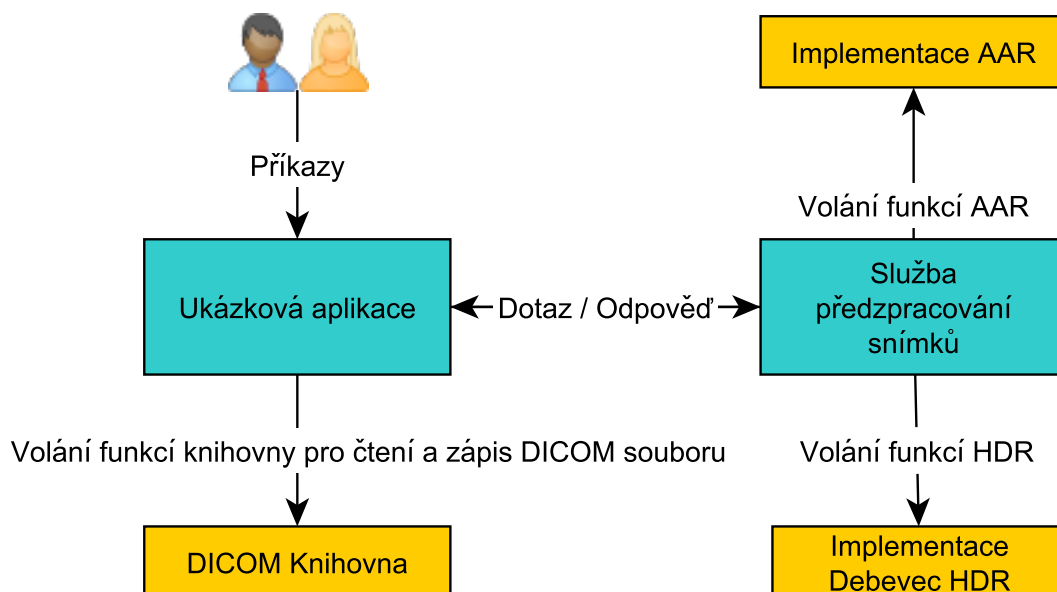 Implementace AAR
Příkazy
Volání funkcí AAR
Ukázková aplikace
Dotaz / Odpověď
Služba
předzpracování
snímků
Volání funkcí knihovny pro čtení a zápis DICOM souboru
Volání funkcí HDR
DICOM Knihovna
Implementace
Debevec HDR